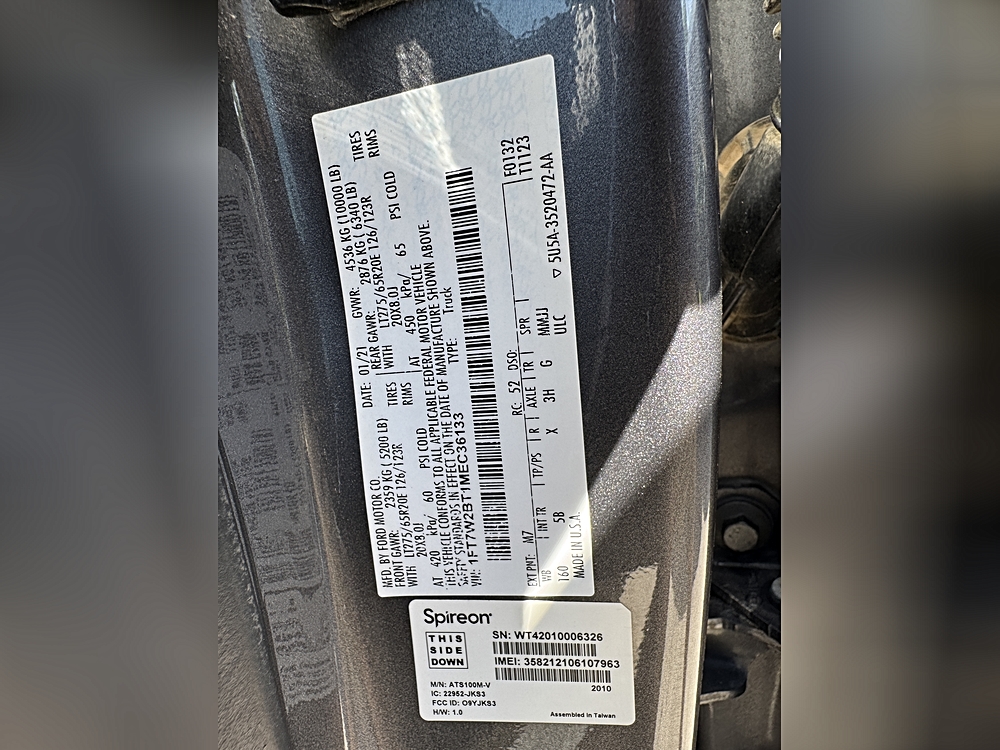 MFD. BY FORD MOTOR CO.
DATE: 01/21 GVWR: 4536 KG (10000 LB)
FRONT GAWR: 2359 KG ( 5200 LB) REAR GAWR: 2876 KG ( 6340 LB)
WITH LT275/65R20E 126/123R TIRES WITH LT275/65R20E 126/123R TIRES
20X8.0J RIMS 20X8.0J RIMS
AT 420 kPa/ 60 PSI COLD AT 450 kPa/ 65 PSI COLD
THIS VEHICLE CONFORMS TO ALL APPLICABLE FEDERAL MOTOR VEHICLE
SAFETY STANDARDS IN EFFECT ON THE DATE OF MANUFACTURE SHOWN ABOVE.
VIN: 1FT7W2BT1MEC36133 TYPE: Truck
F0132
T1123
EXT PNT: M7 RC: 52 DSO:
WB INT TR TP/PS R AXLE TR SPR
160 5B X 3H G MMJJ
ULC
MADE IN U.S.A. ▽ 5U5A-3520472-AA
Spireon
THIS
SIDE
DOWN
SN: WT42010006326
IMEI: 358212106107963
2010
M/N: ATS100M-V
IC: 22952-JKS3
FCC ID: O9YJKS3
H/W: 1.0
Assembled in Taiwan